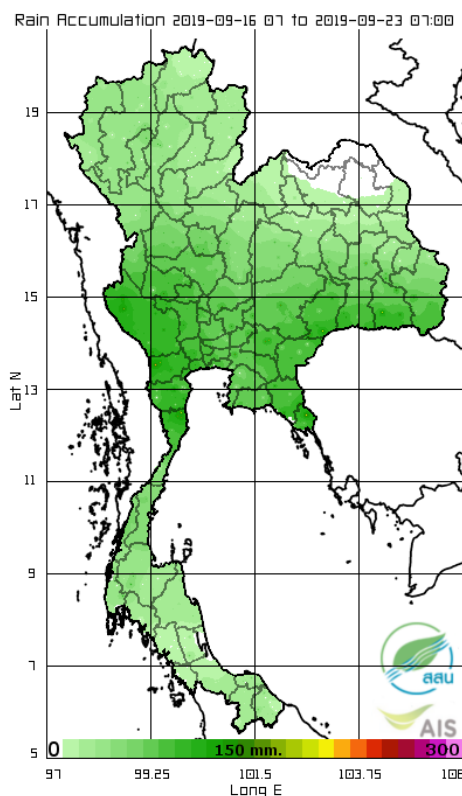 Rain Accumulation 2019-09-16 07 to 2019-09-23 07:00
19
17
15
13
11
9
7
5
Lat N
สสน
AIS
0 150 mm. 300
97 99.25 101.5 103.75 106
Long E